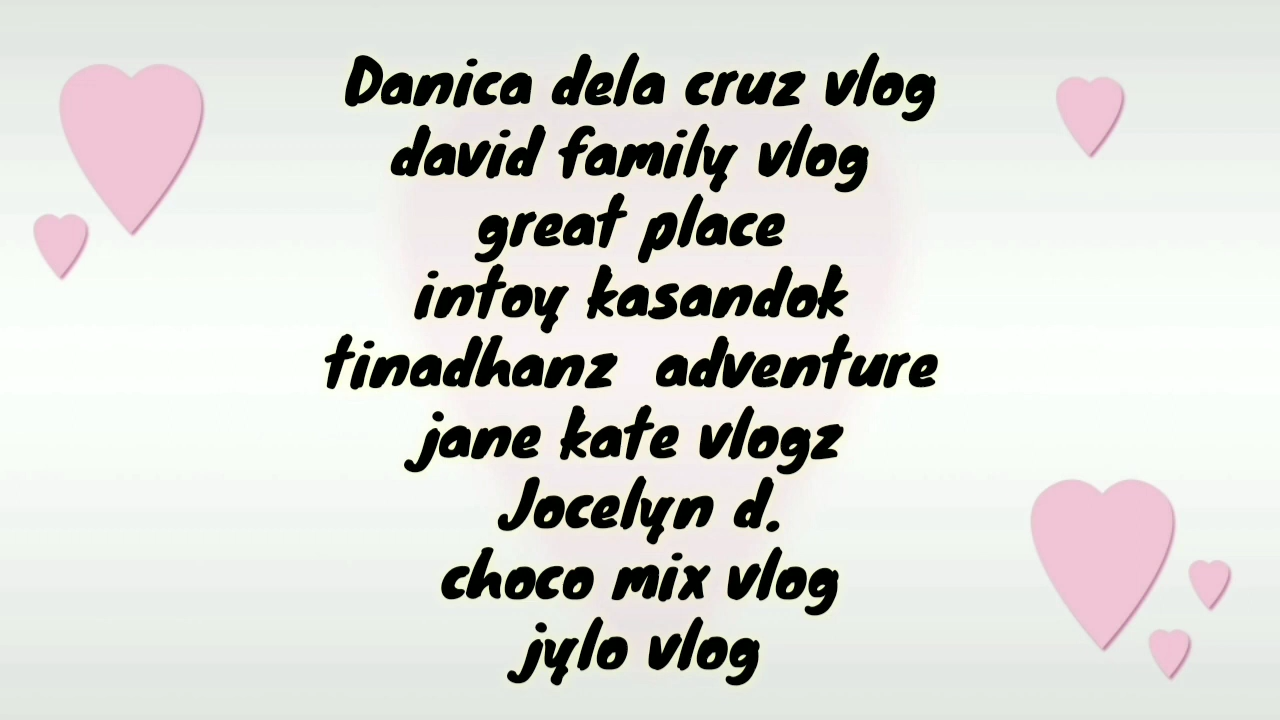 Danica dela cruz vlog
david family vlog
great place
intoy kasandok
tinadhanz  adventure
jane kate vlogz
Jocelyn d.
choco mix vlog
jylo vlog